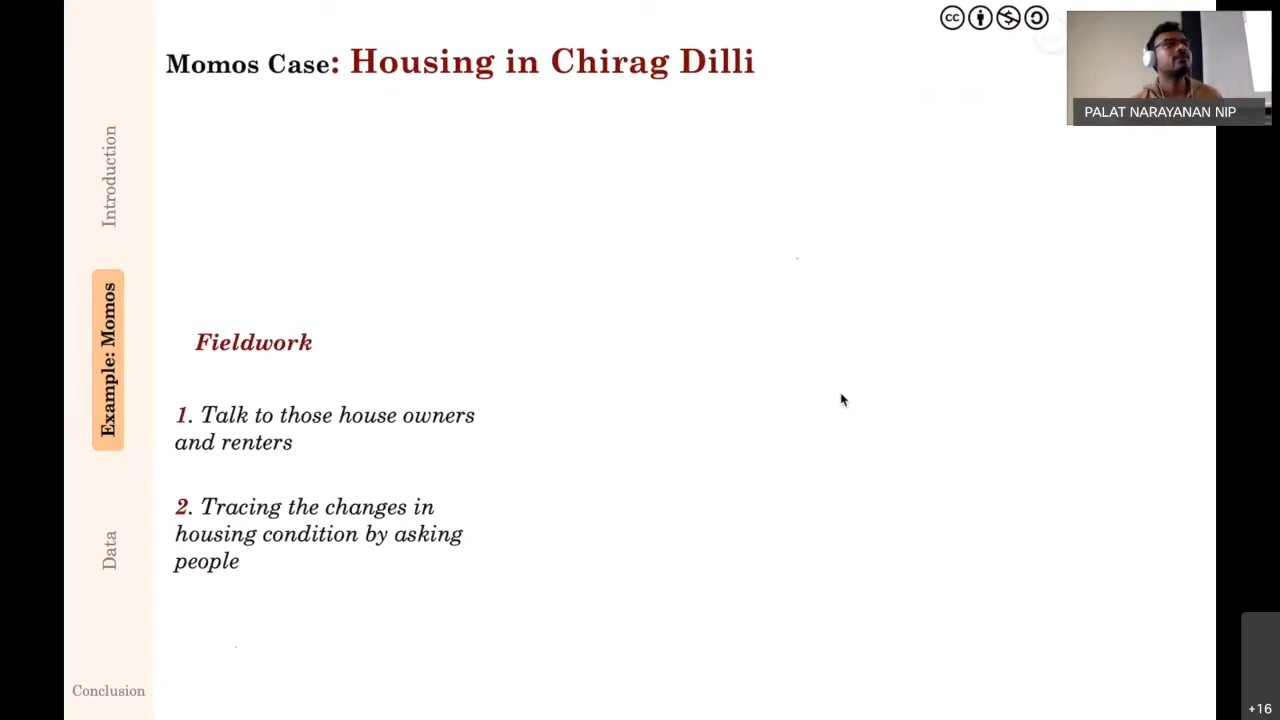 Momos Case: Housing in Chirag Dilli
PALAT NARAYANAN NIP
Introduction
Example: Momos
Data
Conclusion
Fieldwork
1. Talk to those house owners
and renters
2. Tracing the changes in
housing condition by asking
people
+16